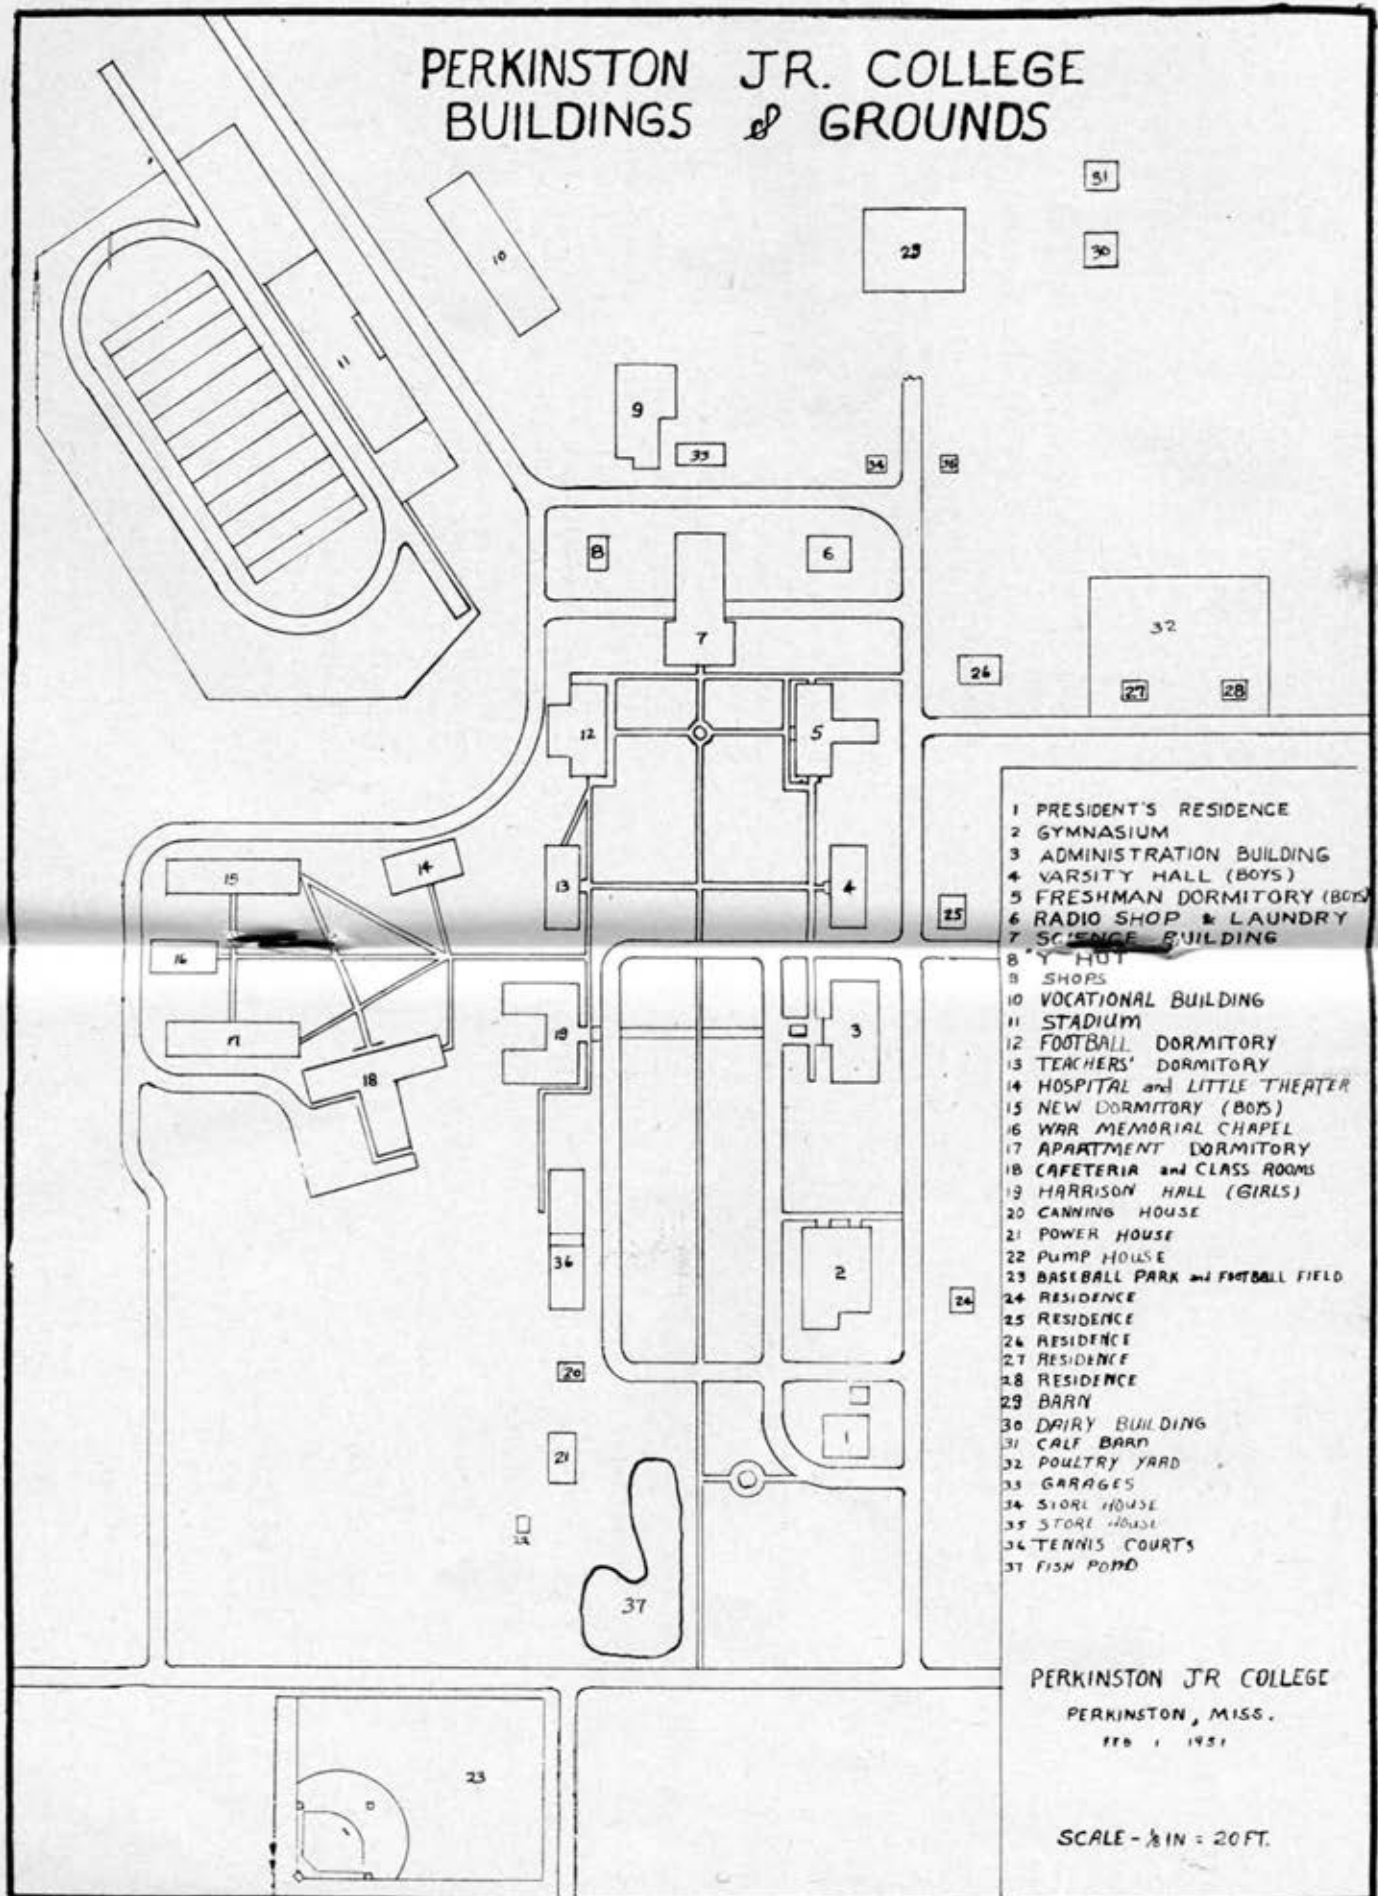 PERKINSTON JR. COLLEGE
BUILDINGS & GROUNDS
31
29
30
10
11
9
33
34
35
8
6
7
32
26
27
28
12
5
14
15
13
4
25
16
17
18
19
3
36
2
24
20
1
21
22
37
23
1 PRESIDENT'S RESIDENCE
2 GYMNASIUM
3 ADMINISTRATION BUILDING
4 VARSITY HALL (BOYS)
5 FRESHMAN DORMITORY (BOYS)
6 RADIO SHOP & LAUNDRY
7 SCIENCE BUILDING
8 "Y" HUT
9 SHOPS
10 VOCATIONAL BUILDING
11 STADIUM
12 FOOTBALL DORMITORY
13 TEACHERS' DORMITORY
14 HOSPITAL and LITTLE THEATER
15 NEW DORMITORY (BOYS)
16 WAR MEMORIAL CHAPEL
17 APARTMENT DORMITORY
18 CAFETERIA and CLASS ROOMS
19 HARRISON HALL (GIRLS)
20 CANNING HOUSE
21 POWER HOUSE
22 PUMP HOUSE
23 BASEBALL PARK and FOOTBALL FIELD
24 RESIDENCE
25 RESIDENCE
26 RESIDENCE
27 RESIDENCE
28 RESIDENCE
29 BARN
30 DAIRY BUILDING
31 CALF BARN
32 POULTRY YARD
33 GARAGES
34 STORE HOUSE
35 STORE HOUSE
36 TENNIS COURTS
37 FISH POND
PERKINSTON JR COLLEGE
PERKINSTON, MISS.
FEB 1 1951
SCALE - 1/8 IN = 20 FT.